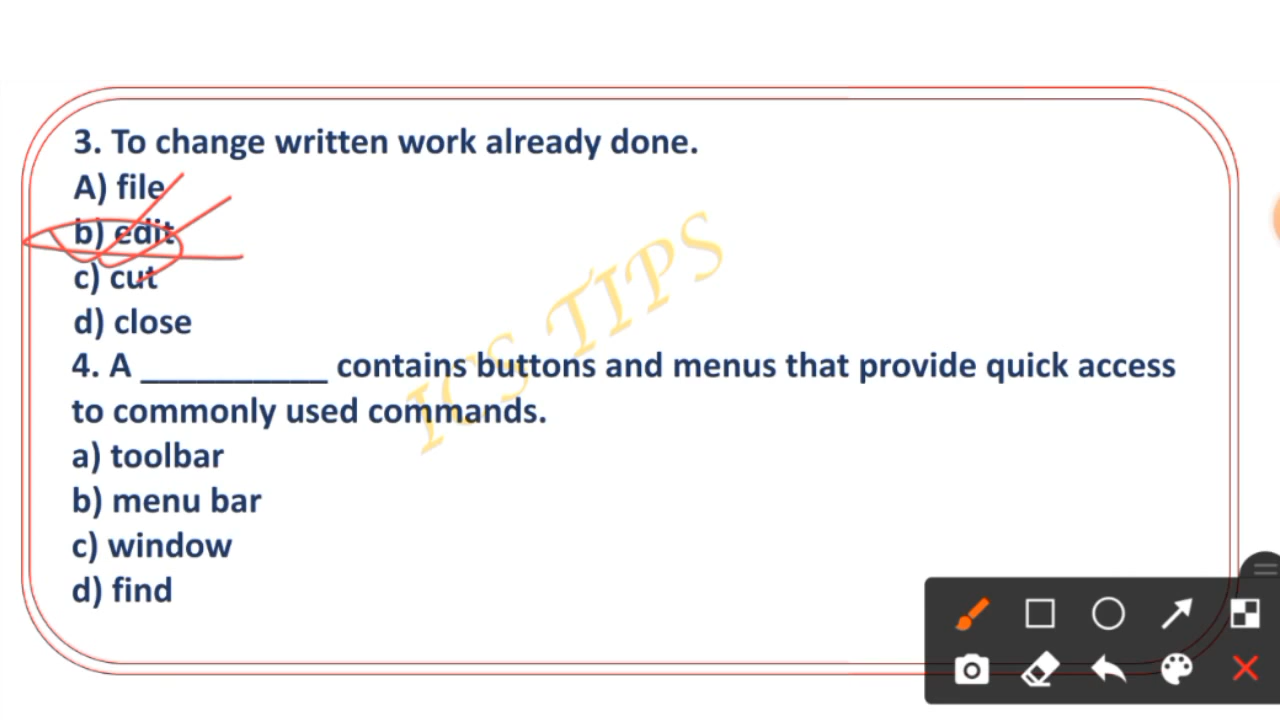 3. To change written work already done.
A) file
b) edit
c) cut
d) close
4. A __________ contains buttons and menus that provide quick access
to commonly used commands.
a) toolbar
b) menu bar
c) window
d) find
ICS TIPS